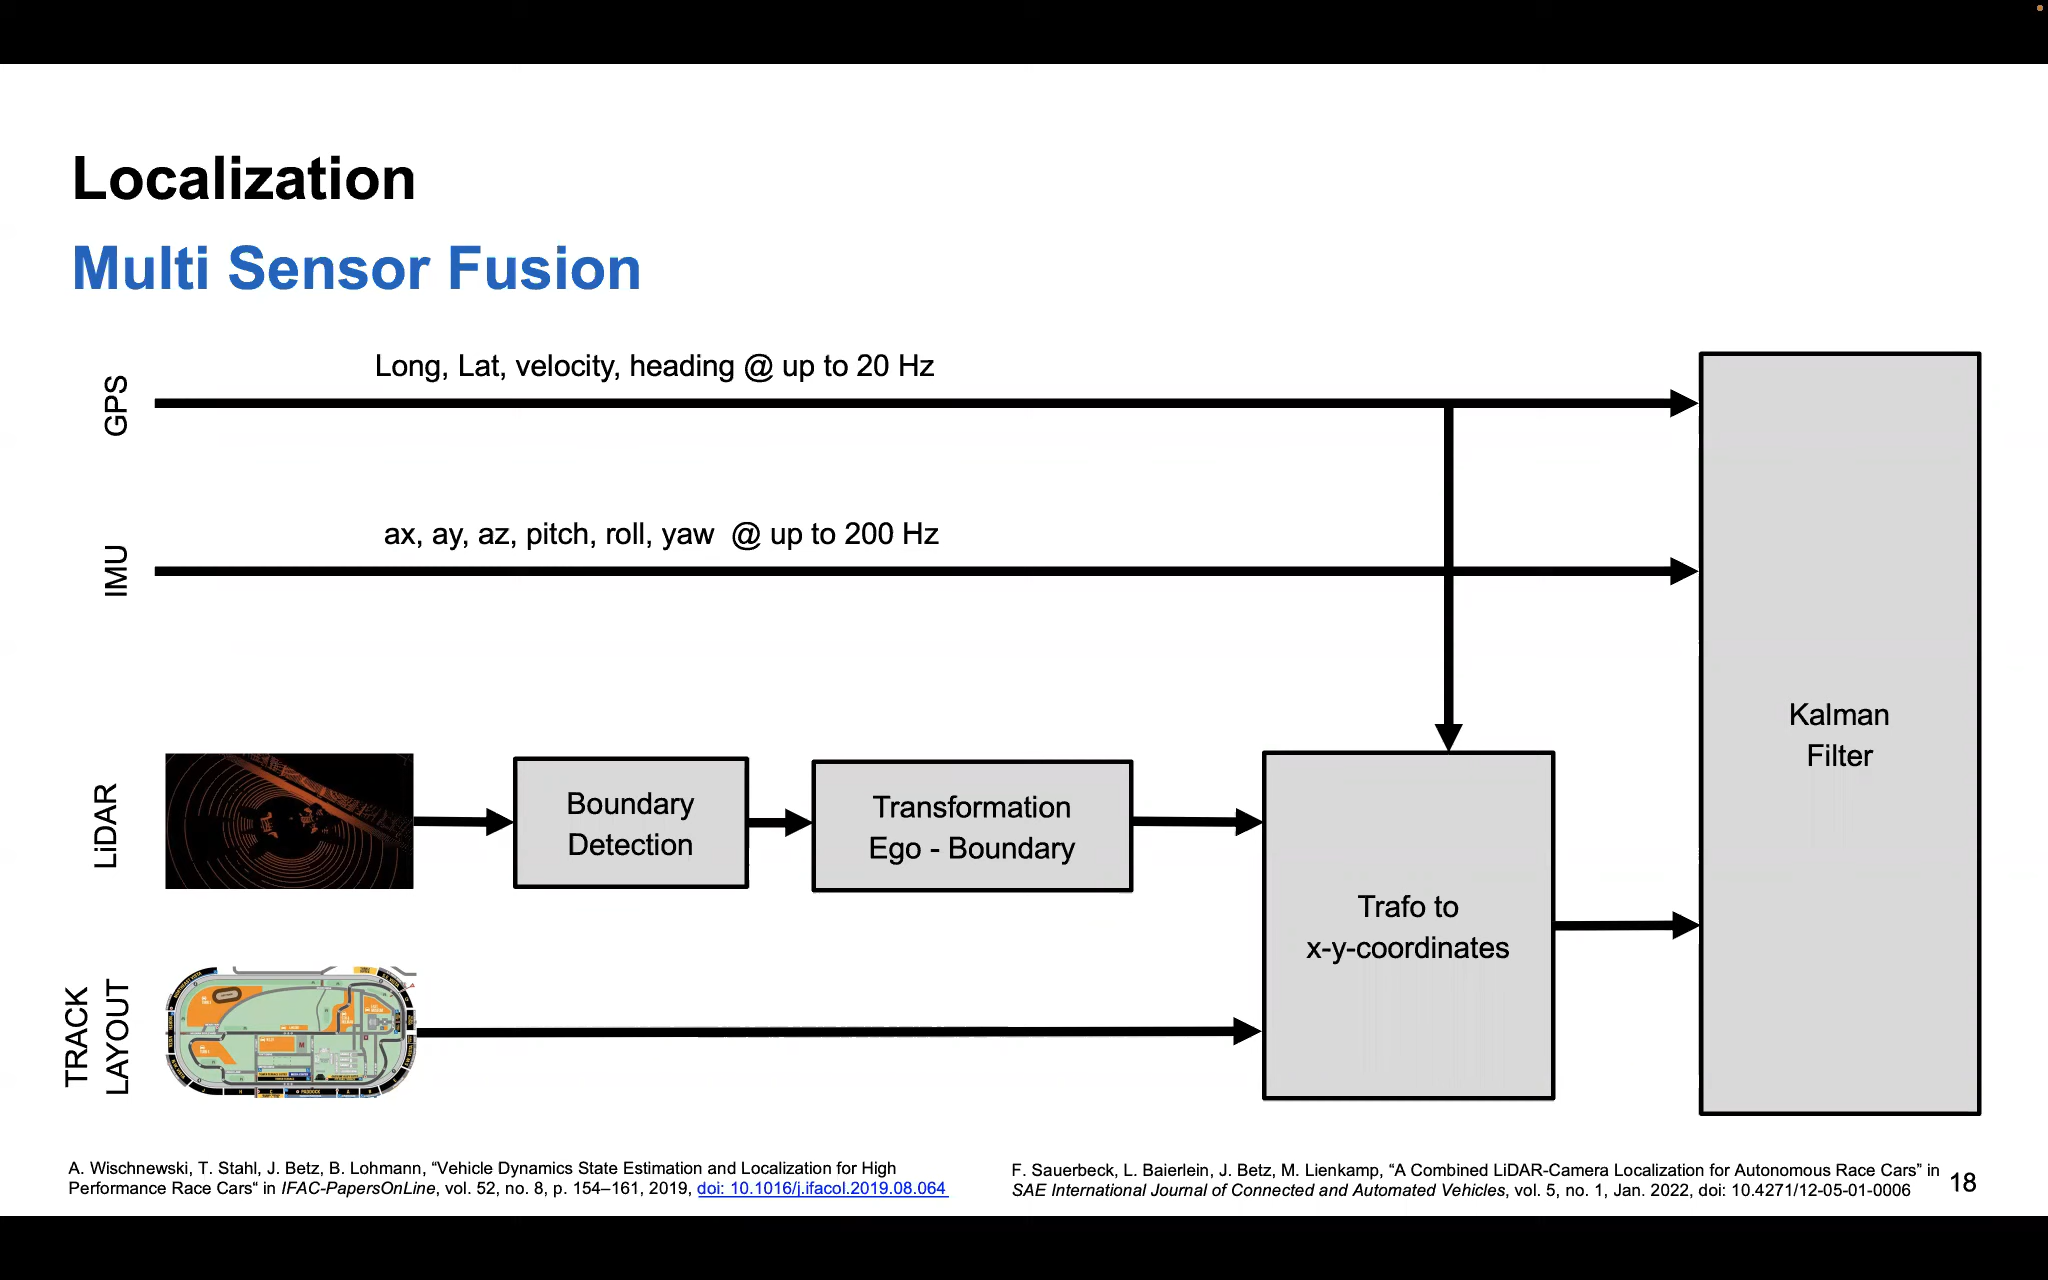 Localization
Multi Sensor Fusion
GPS
Long, Lat, velocity, heading @ up to 20 Hz
IMU
ax, ay, az, pitch, roll, yaw @ up to 200 Hz
LiDAR
Boundary
Detection
Transformation
Ego - Boundary
Trafo to
x-y-coordinates
Kalman
Filter
TRACK
LAYOUT
A. Wischnewski, T. Stahl, J. Betz, B. Lohmann, “Vehicle Dynamics State Estimation and Localization for High
Performance Race Cars“ in IFAC-PapersOnLine, vol. 52, no. 8, p. 154–161, 2019, doi: 10.1016/j.ifacol.2019.08.064
F. Sauerbeck, L. Baierlein, J. Betz, M. Lienkamp, “A Combined LiDAR-Camera Localization for Autonomous Race Cars” in
SAE International Journal of Connected and Automated Vehicles, vol. 5, no. 1, Jan. 2022, doi: 10.4271/12-05-01-0006
18